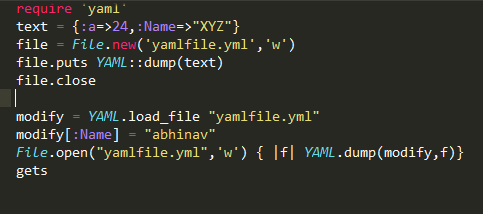 require 'yaml'
text = {:a=>24,:Name=>"XYZ"}
file = File.new('yamlfile.yml','w')
file.puts YAML::dump(text)
file.close
modify = YAML.load_file "yamlfile.yml"
modify[:Name] = "abhinav"
File.open("yamlfile.yml",'w') { |f| YAML.dump(modify,f)}
gets